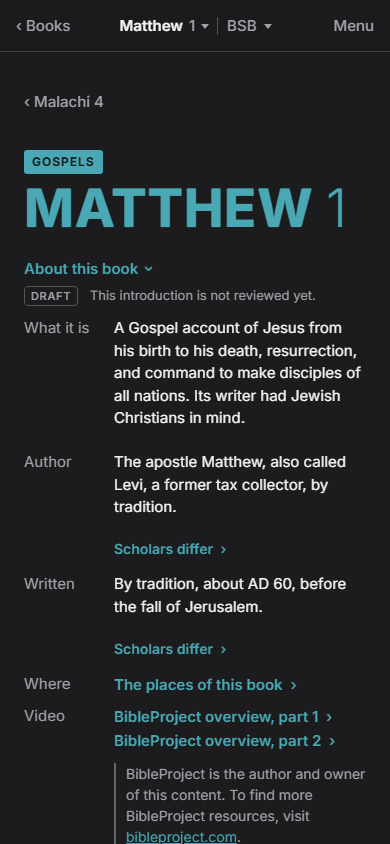 ‹ Books
Matthew 1
BSB
Menu
‹ Malachi 4
GOSPELS
MATTHEW 1
About this book
DRAFT
This introduction is not reviewed yet.
What it is
A Gospel account of Jesus from
his birth to his death, resurrection,
and command to make disciples of
all nations. Its writer had Jewish
Christians in mind.
Author
The apostle Matthew, also called
Levi, a former tax collector, by
tradition.
Scholars differ ›
Written
By tradition, about AD 60, before
the fall of Jerusalem.
Scholars differ ›
Where
The places of this book ›
Video
BibleProject overview, part 1 ›
BibleProject overview, part 2 ›
BibleProject is the author and owner
of this content. To find more
BibleProject resources, visit
bibleproject.com.